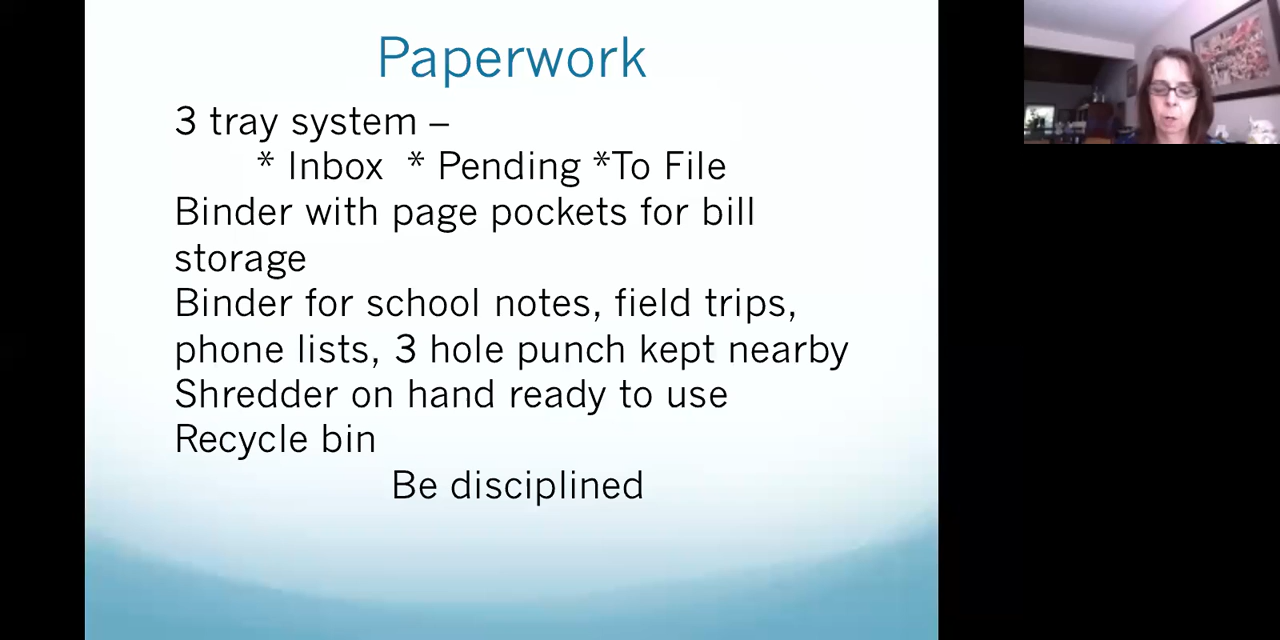 Paperwork
3 tray system –
* Inbox * Pending *To File
Binder with page pockets for bill
storage
Binder for school notes, field trips,
phone lists, 3 hole punch kept nearby
Shredder on hand ready to use
Recycle bin
Be disciplined